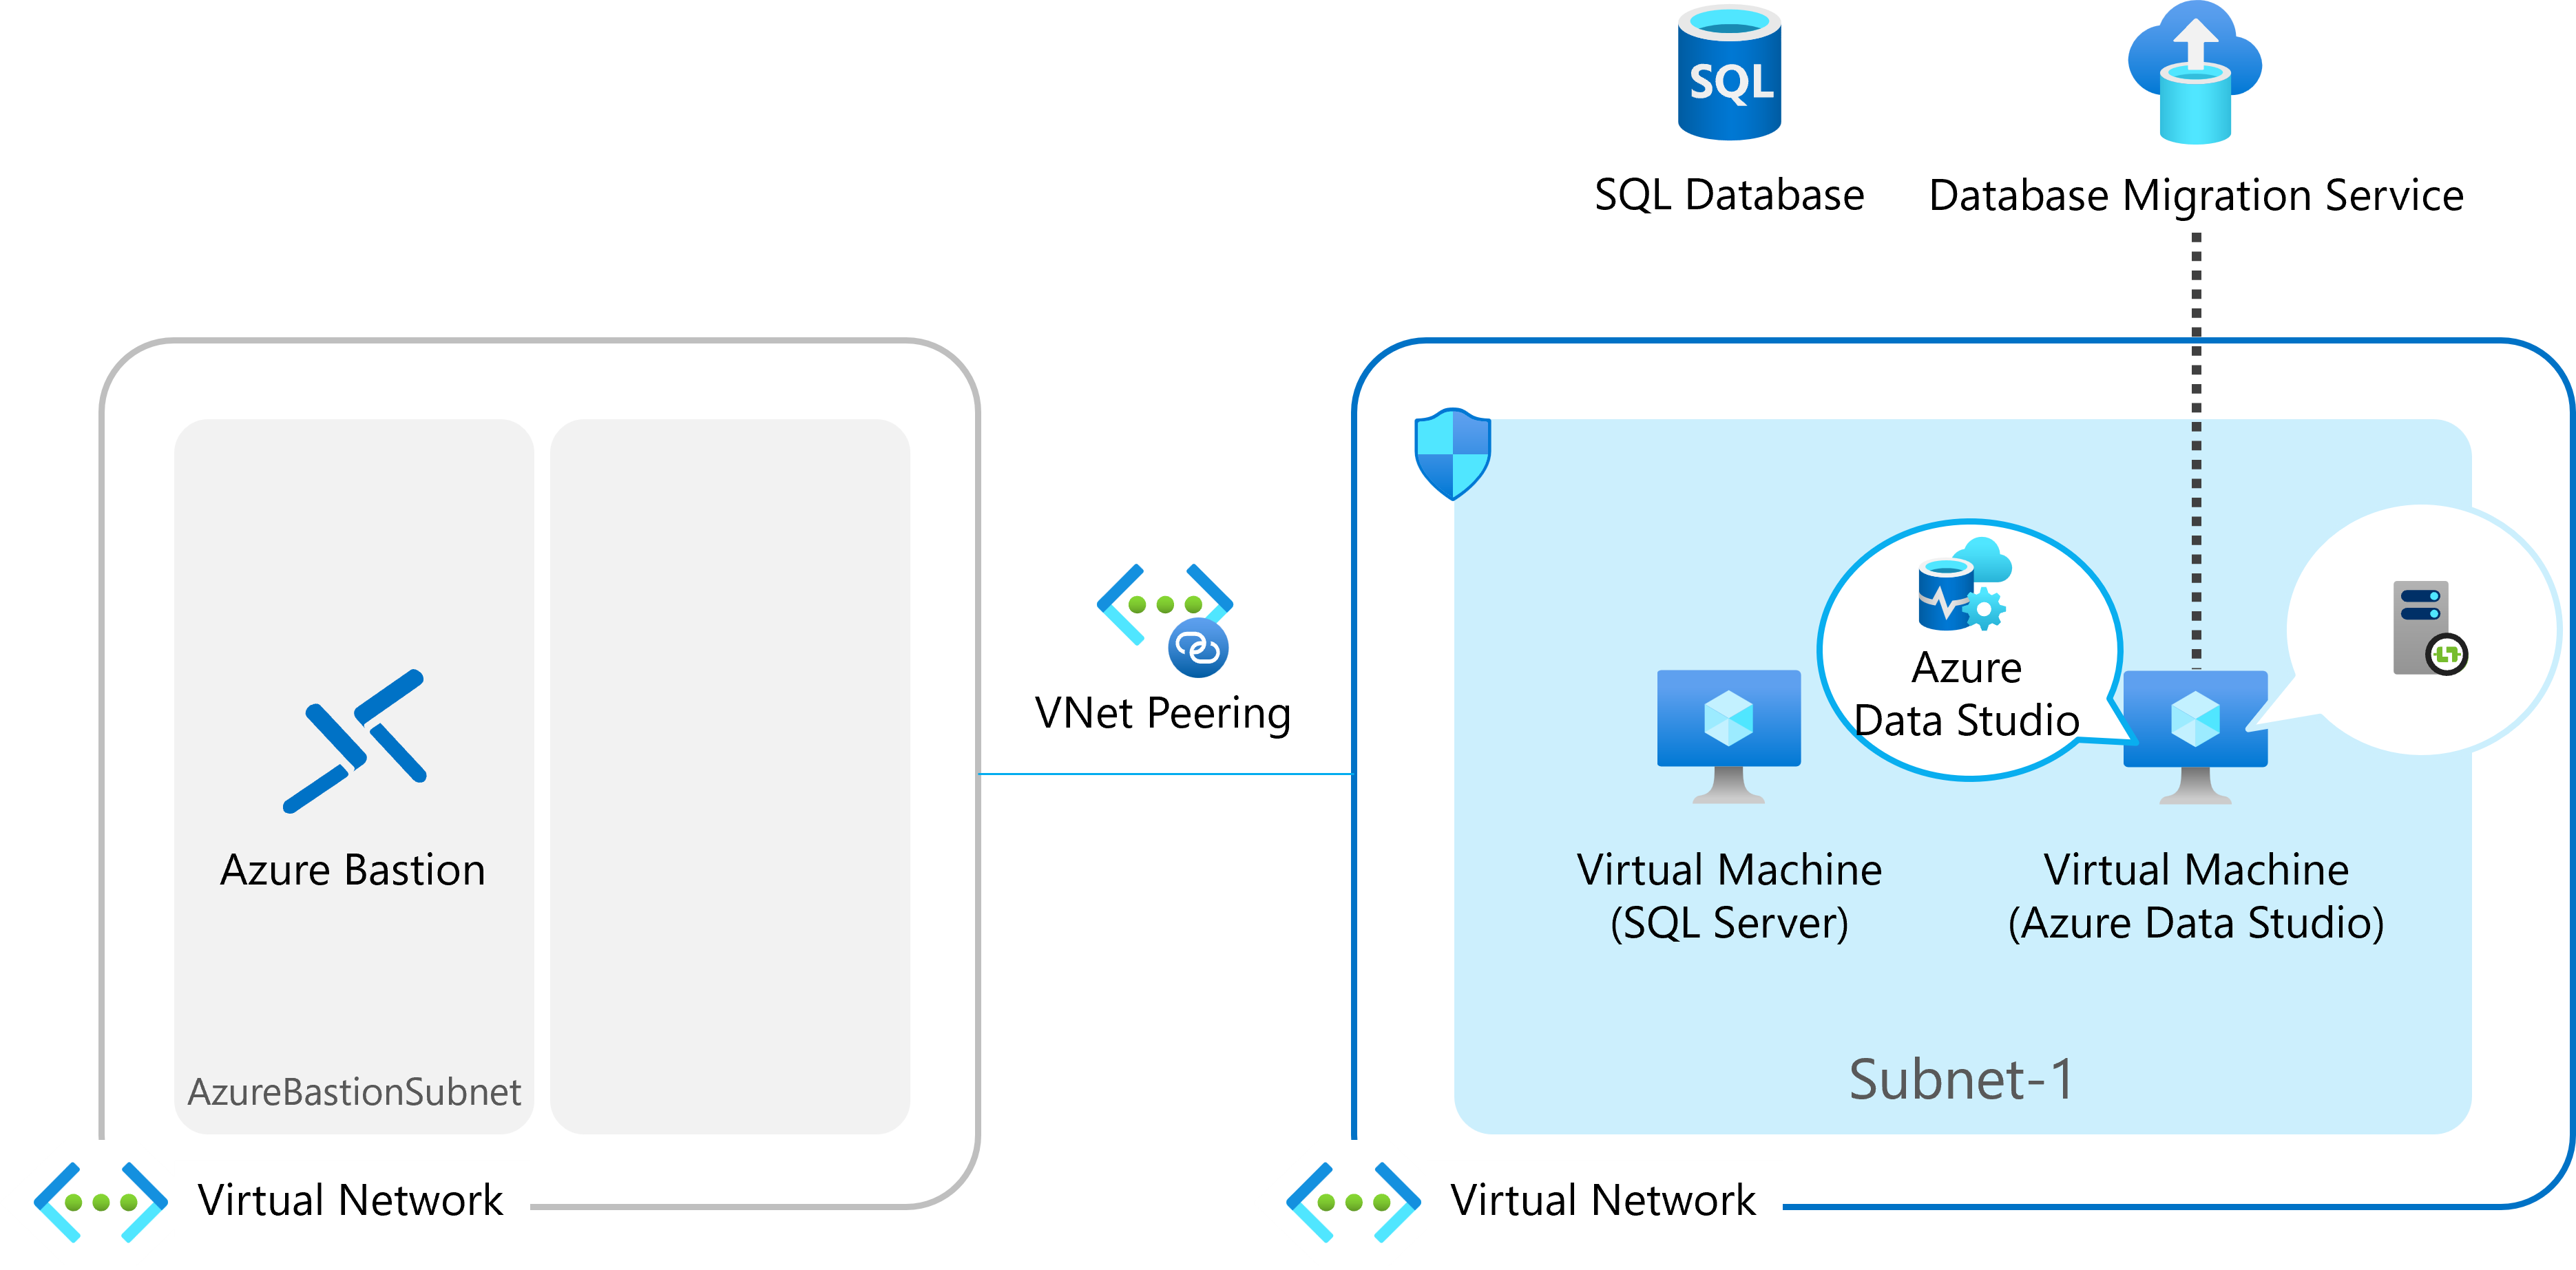 SQL
SQL Database
Database Migration Service
Azure
Data Studio
VNet Peering
Azure Bastion
Virtual Machine
(SQL Server)
Virtual Machine
(Azure Data Studio)
AzureBastionSubnet
Subnet-1
Virtual Network
Virtual Network